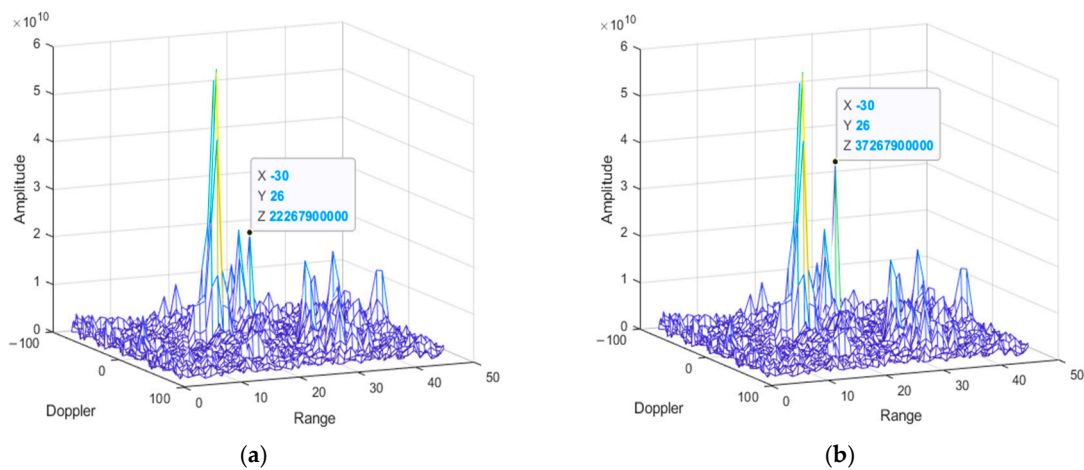 ×10^10
6
5
4
3
2
1
0
Amplitude
X -30
Y 26
Z 22267900000
−100
0
100
Doppler
0
10
20
30
40
50
Range
(a)
×10^10
6
5
4
3
2
1
0
Amplitude
X -30
Y 26
Z 37267900000
−100
0
100
Doppler
0
10
20
30
40
50
Range
(b)